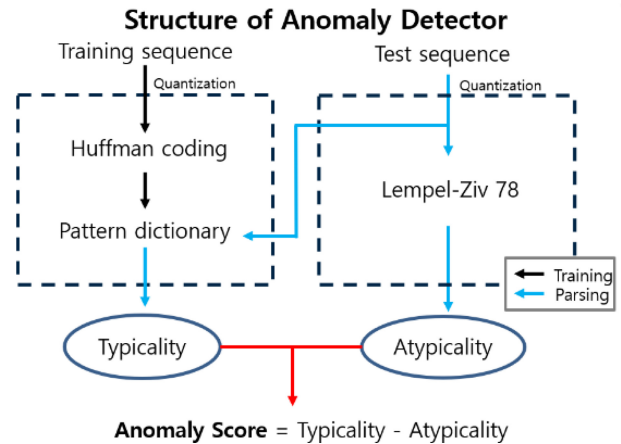 Structure of Anomaly Detector
Training sequence
Test sequence
Quantization
Quantization
Huffman coding
Lempel-Ziv 78
Pattern dictionary
Training
Parsing
Typicality
Atypicality
Anomaly Score = Typicality - Atypicality